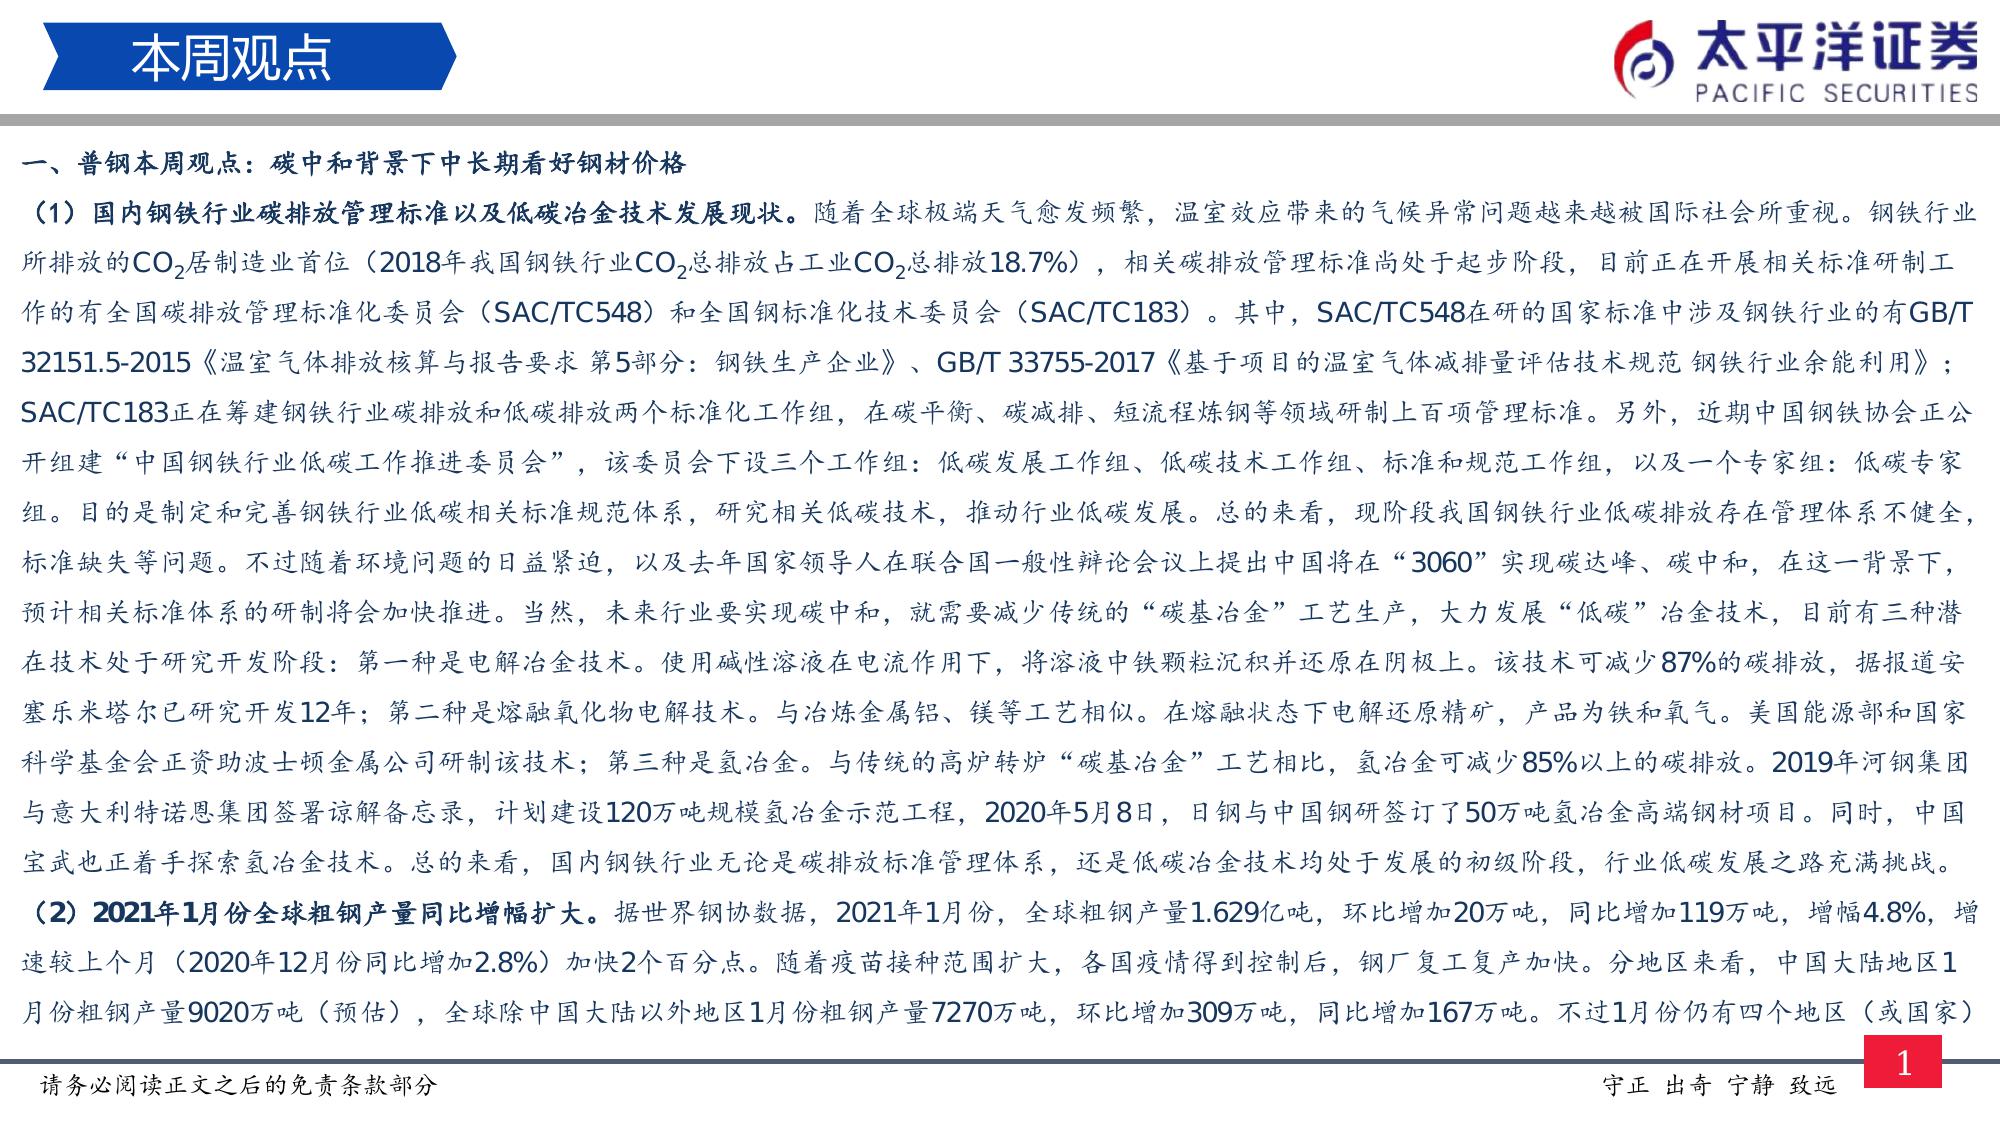 本周观点
太平洋证券
PACIFIC SECURITIES
一、普钢本周观点：碳中和背景下中长期看好钢材价格
（1）国内钢铁行业碳排放管理标准以及低碳冶金技术发展现状。随着全球极端天气愈发频繁，温室效应带来的气候异常问题越来越被国际社会所重视。钢铁行业
所排放的CO₂居制造业首位（2018年我国钢铁行业CO₂总排放占工业CO₂总排放18.7%），相关碳排放管理标准尚处于起步阶段，目前正在开展相关标准研制工
作的有全国碳排放管理标准化委员会（SAC/TC548）和全国钢标准化技术委员会（SAC/TC183）。其中，SAC/TC548在研的国家标准中涉及钢铁行业的有GB/T
32151.5-2015《温室气体排放核算与报告要求 第5部分：钢铁生产企业》、GB/T 33755-2017《基于项目的温室气体减排量评估技术规范 钢铁行业余能利用》；
SAC/TC183正在筹建钢铁行业碳排放和低碳排放两个标准化工作组，在碳平衡、碳减排、短流程炼钢等领域研制上百项管理标准。另外，近期中国钢铁协会正公
开组建“中国钢铁行业低碳工作推进委员会”，该委员会下设三个工作组：低碳发展工作组、低碳技术工作组、标准和规范工作组，以及一个专家组：低碳专家
组。目的是制定和完善钢铁行业低碳相关标准规范体系，研究相关低碳技术，推动行业低碳发展。总的来看，现阶段我国钢铁行业低碳排放存在管理体系不健全，
标准缺失等问题。不过随着环境问题的日益紧迫，以及去年国家领导人在联合国一般性辩论会议上提出中国将在“3060”实现碳达峰、碳中和，在这一背景下，
预计相关标准体系的研制将会加快推进。当然，未来行业要实现碳中和，就需要减少传统的“碳基冶金”工艺生产，大力发展“低碳”冶金技术，目前有三种潜
在技术处于研究开发阶段：第一种是电解冶金技术。使用碱性溶液在电流作用下，将溶液中铁颗粒沉积并还原在阴极上。该技术可减少87%的碳排放，据报道安
塞乐米塔尔已研究开发12年；第二种是熔融氧化物电解技术。与冶炼金属铝、镁等工艺相似。在熔融状态下电解还原精矿，产品为铁和氧气。美国能源部和国家
科学基金会正资助波士顿金属公司研制该技术；第三种是氢冶金。与传统的高炉转炉“碳基冶金”工艺相比，氢冶金可减少85%以上的碳排放。2019年河钢集团
与意大利特诺恩集团签署谅解备忘录，计划建设120万吨规模氢冶金示范工程，2020年5月8日，日钢与中国钢研签订了50万吨氢冶金高端钢材项目。同时，中国
宝武也正着手探索氢冶金技术。总的来看，国内钢铁行业无论是碳排放标准管理体系，还是低碳冶金技术均处于发展的初级阶段，行业低碳发展之路充满挑战。
（2）2021年1月份全球粗钢产量同比增幅扩大。据世界钢协数据，2021年1月份，全球粗钢产量1.629亿吨，环比增加20万吨，同比增加119万吨，增幅4.8%，增
速较上个月（2020年12月份同比增加2.8%）加快2个百分点。随着疫苗接种范围扩大，各国疫情得到控制后，钢厂复工复产加快。分地区来看，中国大陆地区1
月份粗钢产量9020万吨（预估），全球除中国大陆以外地区1月份粗钢产量7270万吨，环比增加309万吨，同比增加167万吨。不过1月份仍有四个地区（或国家）
请务必阅读正文之后的免责条款部分
守正 出奇 宁静 致远
1